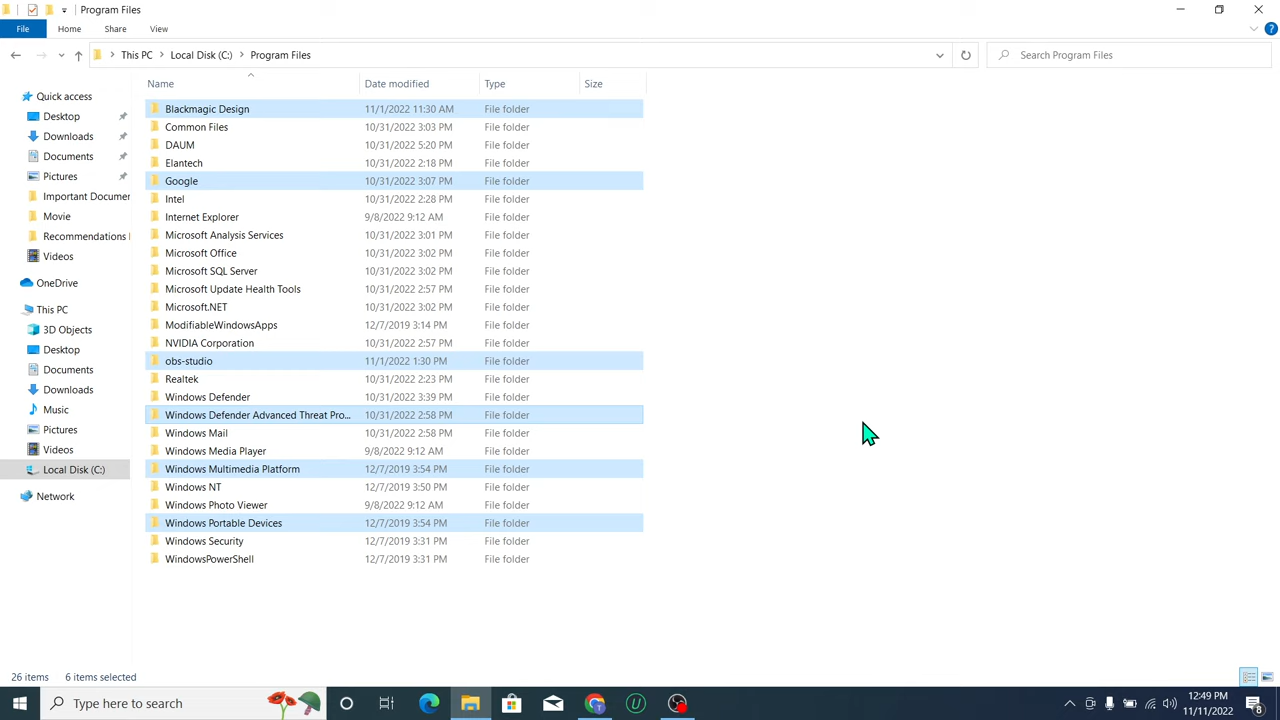 Program Files
File Home Share View
This PC Local Disk (C:) Program Files Search Program Files
Name Date modified Type Size
Quick access
Desktop
Downloads
Documents
Pictures
Important Documer
Movie
Recommendations
Videos
OneDrive
This PC
3D Objects
Desktop
Documents
Downloads
Music
Pictures
Videos
Local Disk (C:)
Network
Blackmagic Design 11/1/2022 11:30 AM File folder
Common Files 10/31/2022 3:03 PM File folder
DAUM 10/31/2022 5:20 PM File folder
Elantech 10/31/2022 2:18 PM File folder
Google 10/31/2022 3:07 PM File folder
Intel 10/31/2022 2:28 PM File folder
Internet Explorer 9/8/2022 9:12 AM File folder
Microsoft Analysis Services 10/31/2022 3:01 PM File folder
Microsoft Office 10/31/2022 3:02 PM File folder
Microsoft SQL Server 10/31/2022 3:02 PM File folder
Microsoft Update Health Tools 10/31/2022 2:57 PM File folder
Microsoft.NET 10/31/2022 3:02 PM File folder
ModifiableWindowsApps 12/7/2019 3:14 PM File folder
NVIDIA Corporation 10/31/2022 2:57 PM File folder
obs-studio 11/1/2022 1:30 PM File folder
Realtek 10/31/2022 2:23 PM File folder
Windows Defender 10/31/2022 3:39 PM File folder
Windows Defender Advanced Threat Pro... 10/31/2022 2:58 PM File folder
Windows Mail 10/31/2022 2:58 PM File folder
Windows Media Player 9/8/2022 9:12 AM File folder
Windows Multimedia Platform 12/7/2019 3:54 PM File folder
Windows NT 12/7/2019 3:50 PM File folder
Windows Photo Viewer 9/8/2022 9:12 AM File folder
Windows Portable Devices 12/7/2019 3:54 PM File folder
Windows Security 12/7/2019 3:31 PM File folder
WindowsPowerShell 12/7/2019 3:31 PM File folder
26 items 6 items selected
Type here to search
12:49 PM
11/11/2022
8